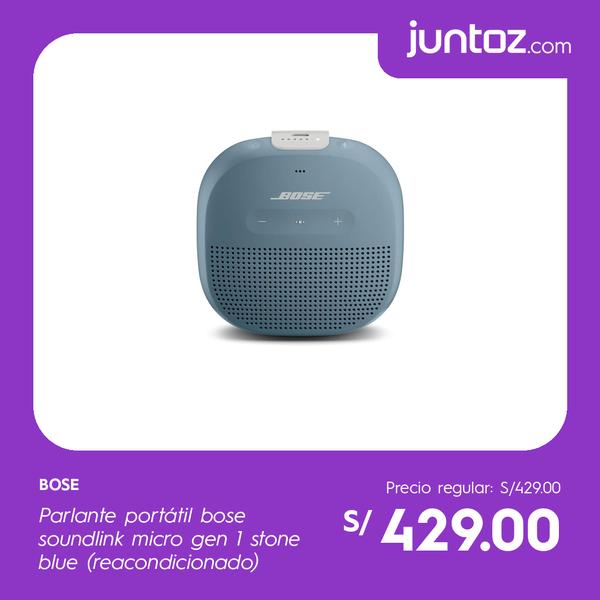 juntoz.com
BOSE
BOSE
Parlante portátil bose
soundlink micro gen 1 stone
blue (reacondicionado)
Precio regular: S/429.00
S/ 429.00